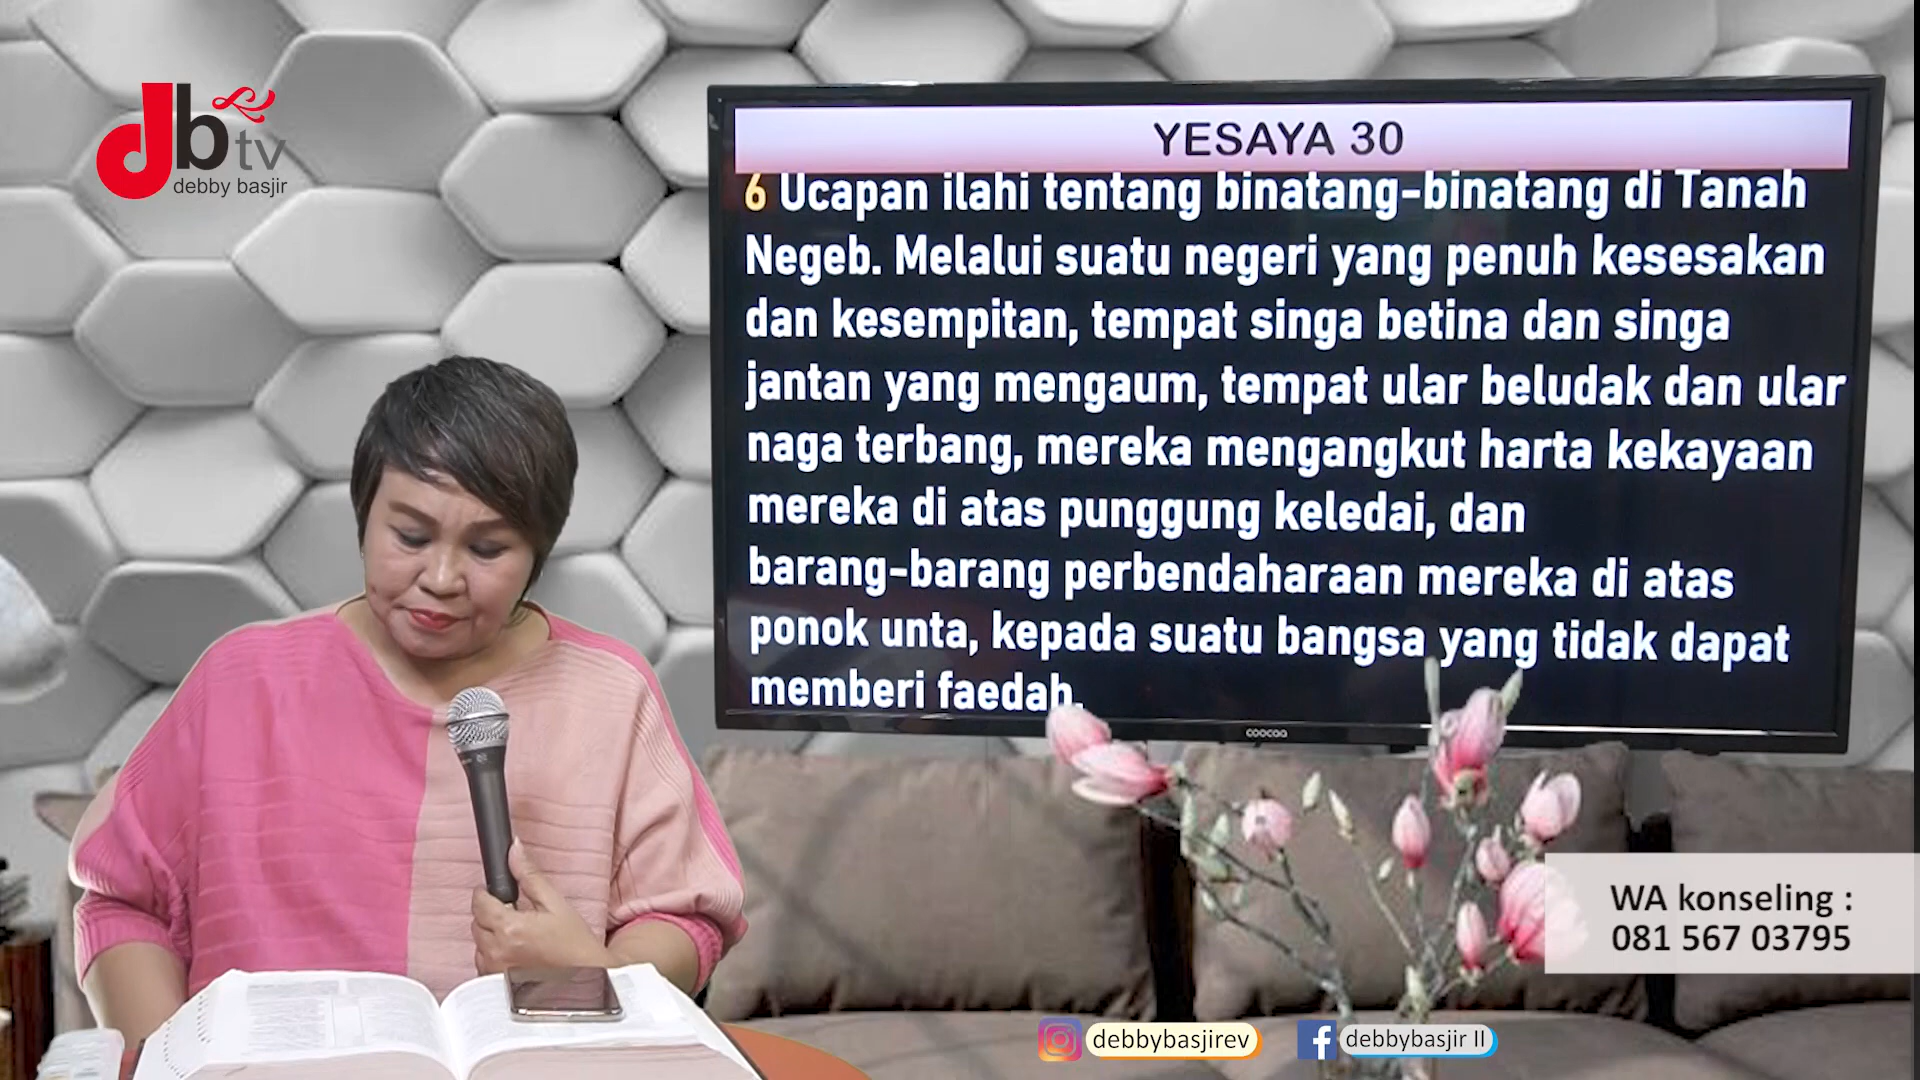 db tv
debby basjir
YESAYA 30
6 Ucapan ilahi tentang binatang-binatang di Tanah
Negeb. Melalui suatu negeri yang penuh kesesakan
dan kesempitan, tempat singa betina dan singa
jantan yang mengaum, tempat ular beludak dan ular
naga terbang, mereka mengangkut harta kekayaan
mereka di atas punggung keledai, dan
barang-barang perbendaharaan mereka di atas
ponok unta, kepada suatu bangsa yang tidak dapat
memberi faedah.
coocaa
WA konseling :
081 567 03795
debbybasjirev
debbybasjir II